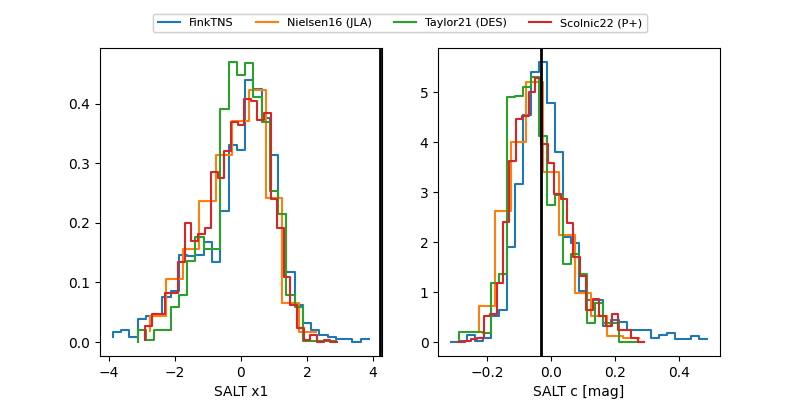 FinkTNS Nielsen16 (JLA) Taylor21 (DES) Scolnic22 (P+)
0.4
0.3
0.2
0.1
0.0
−4 −2 0 2 4
SALT x1
5
4
3
2
1
0
−0.2 0.0 0.2 0.4
SALT c [mag]